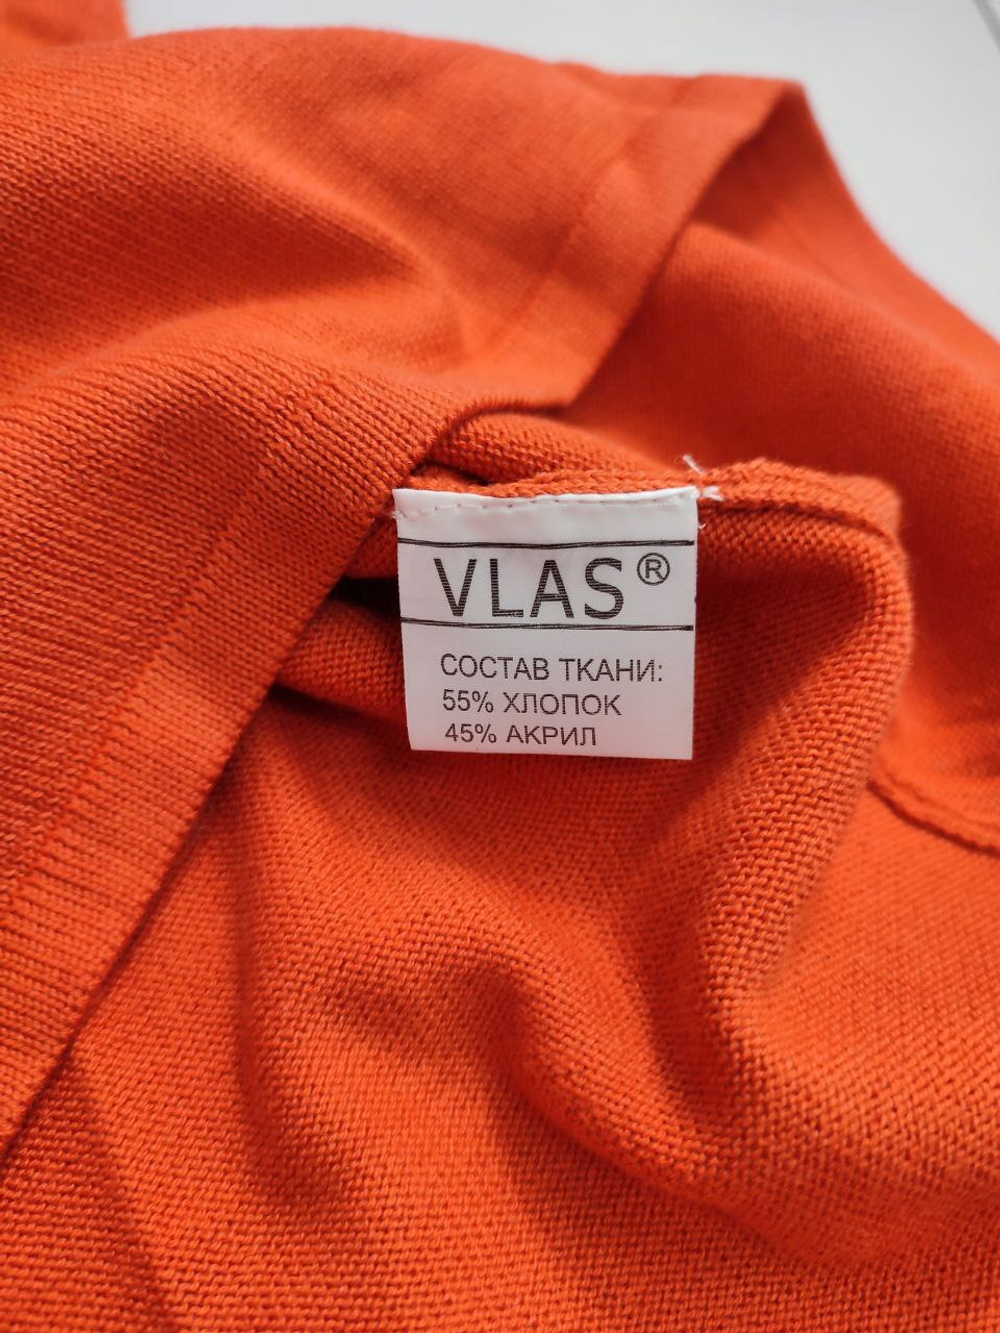 VLAS®
СОСТАВ ТКАНИ:
55% ХЛОПОК
45% АКРИЛ